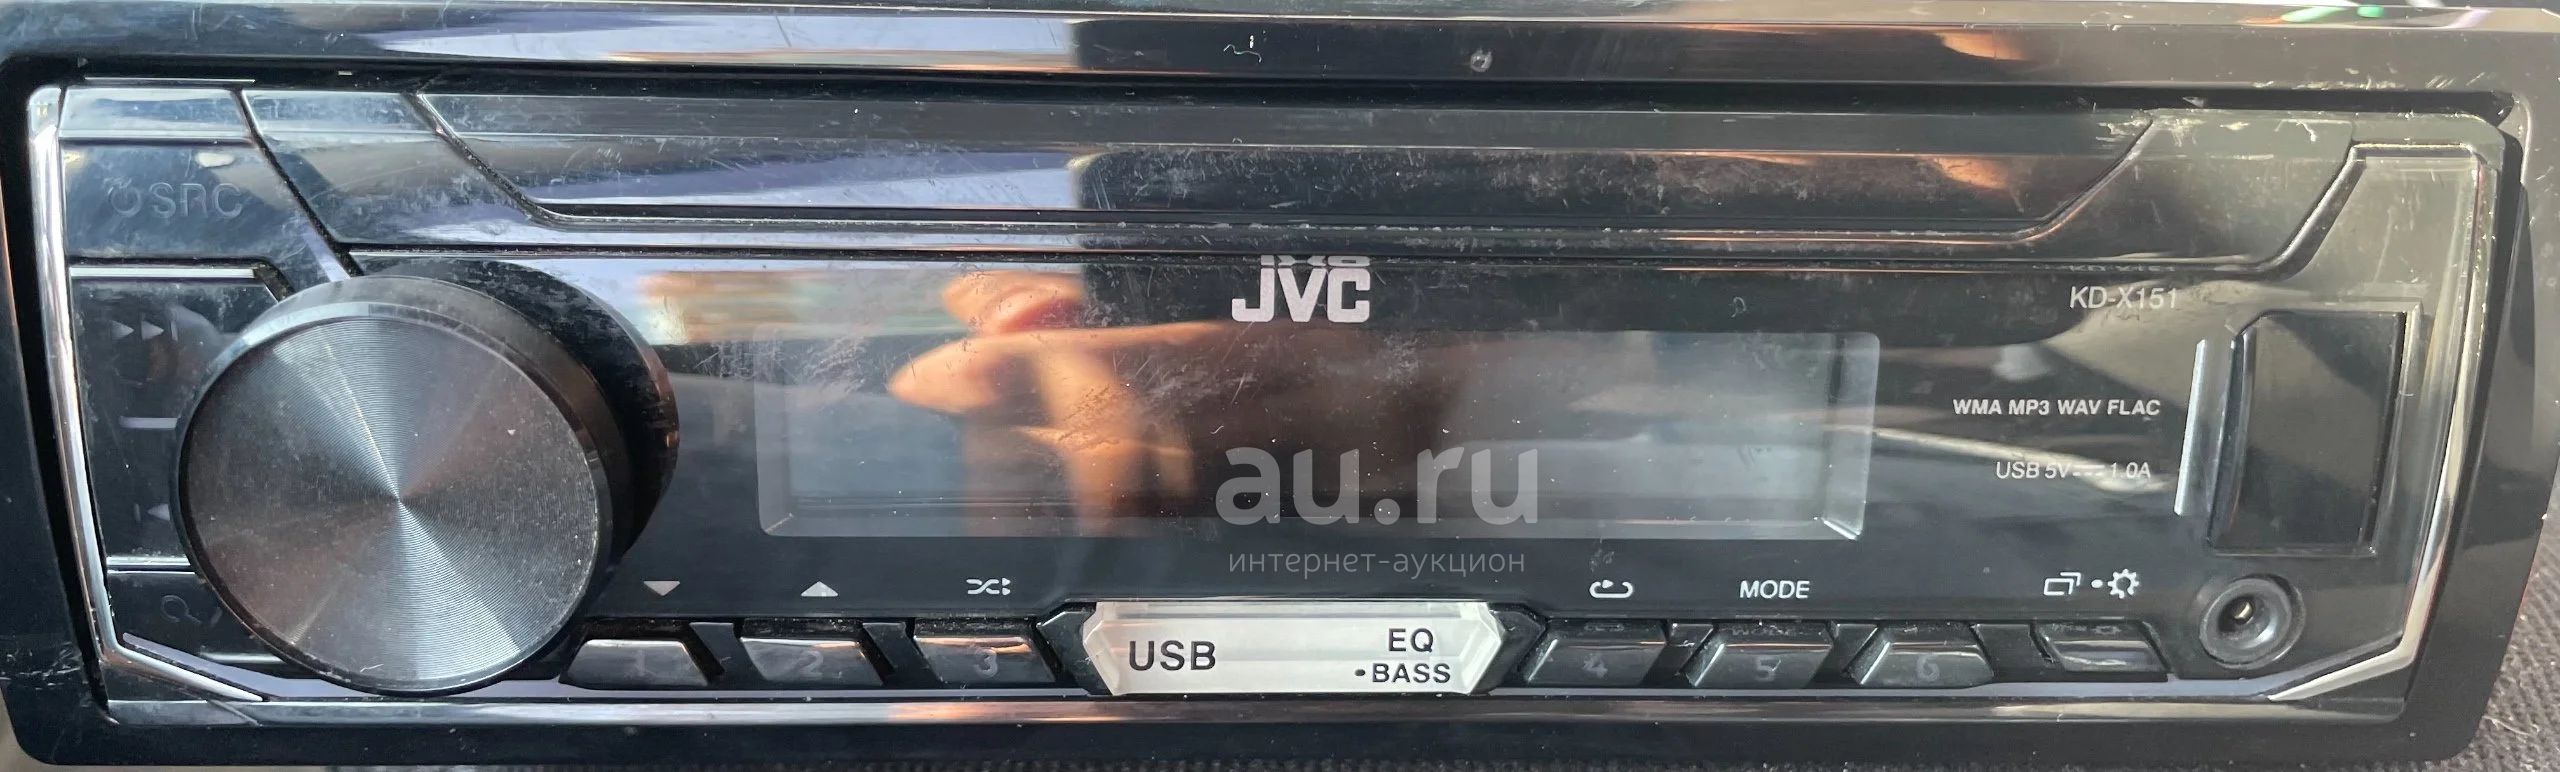 SRC
JVC
KD-X151
WMA MP3 WAV FLAC
USB 5V 1.0A
au.ru
интернет-аукцион
MODE
USB
EQ
•BASS
1 2 3 4 5 6